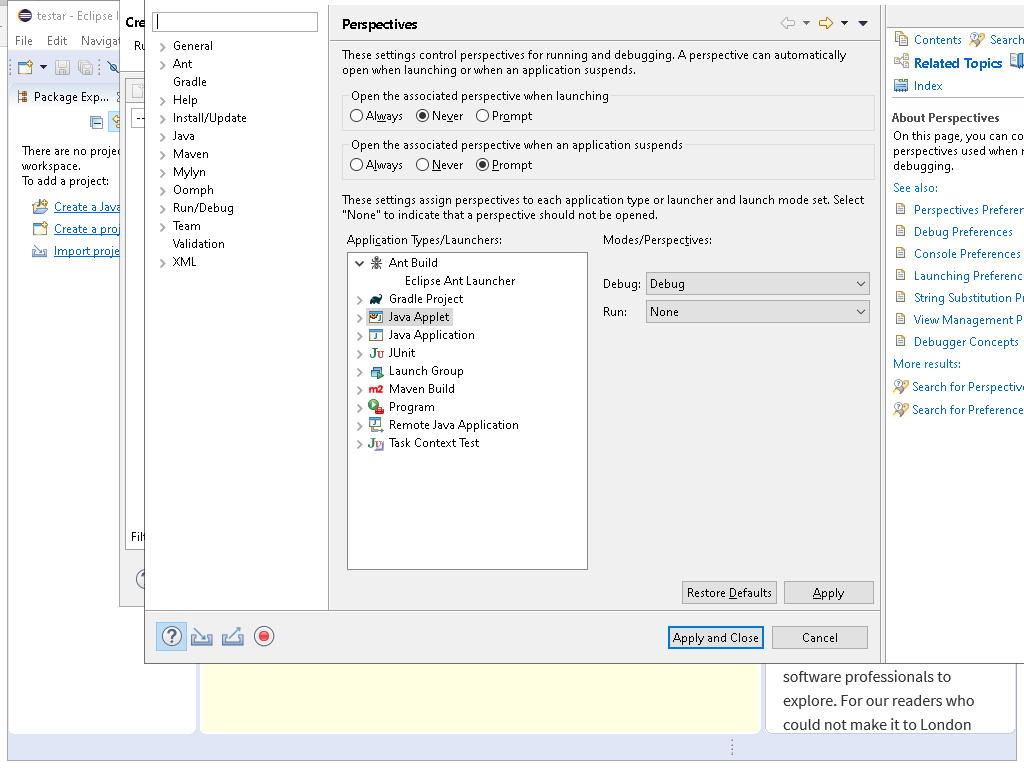 testar - Eclipse I
File Edit Naviga
Package Exp...
There are no proje
workspace.
To add a project:
Create a Java
Create a proj
Import proje
Cre
Ru
--
Filt
General
Ant
Gradle
Help
Install/Update
Java
Maven
Mylyn
Oomph
Run/Debug
Team
Validation
XML
Perspectives
These settings control perspectives for running and debugging. A perspective can automatically
open when launching or when an application suspends.
Open the associated perspective when launching
Always Never Prompt
Open the associated perspective when an application suspends
Always Never Prompt
These settings assign perspectives to each application type or launcher and launch mode set. Select
"None" to indicate that a perspective should not be opened.
Application Types/Launchers:
Ant Build
Eclipse Ant Launcher
Gradle Project
Java Applet
Java Application
JUnit
Launch Group
m2 Maven Build
Program
Remote Java Application
Task Context Test
Modes/Perspectives:
Debug: Debug
Run: None
Restore Defaults Apply
Apply and Close Cancel
Contents Search
Related Topics
Index
About Perspectives
On this page, you can co
perspectives used when r
debugging.
See also:
Perspectives Preferen
Debug Preferences
Console Preferences
Launching Preferenc
String Substitution Pr
View Management P
Debugger Concepts
More results:
Search for Perspective
Search for Preference
software professionals to
explore. For our readers who
could not make it to London